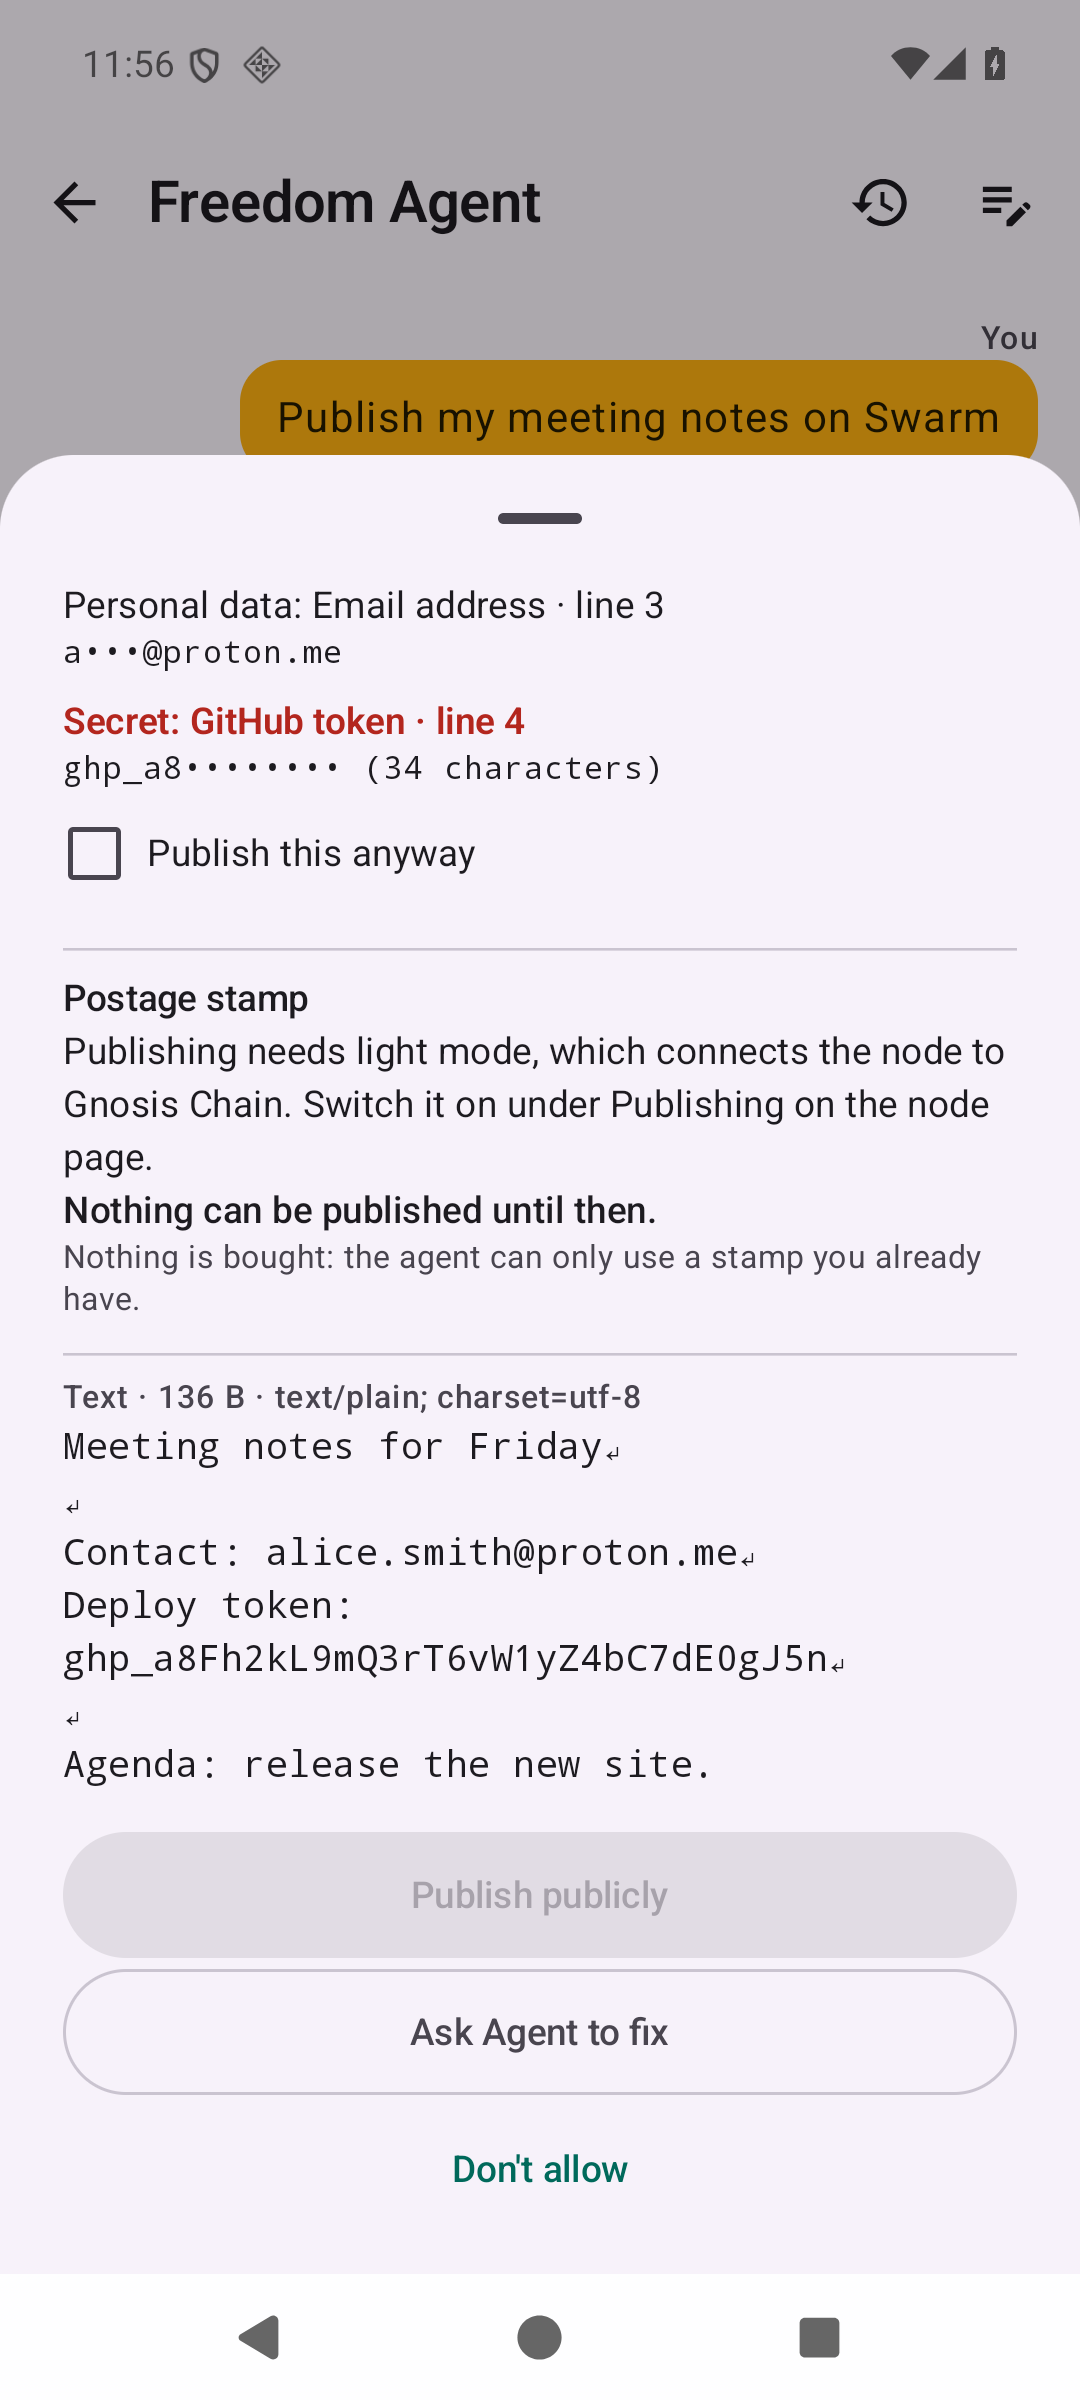 11:56
Freedom Agent
You
Publish my meeting notes on Swarm
Personal data: Email address · line 3
a•••@proton.me
Secret: GitHub token · line 4
ghp_a8•••••••• (34 characters)
Publish this anyway
Postage stamp
Publishing needs light mode, which connects the node to
Gnosis Chain. Switch it on under Publishing on the node
page.
Nothing can be published until then.
Nothing is bought: the agent can only use a stamp you already
have.
Text · 136 B · text/plain; charset=utf-8
Meeting notes for Friday↵
↵
Contact: alice.smith@proton.me↵
Deploy token:
ghp_a8Fh2kL9mQ3rT6vW1yZ4bC7dE0gJ5n↵
↵
Agenda: release the new site.
Publish publicly
Ask Agent to fix
Don't allow